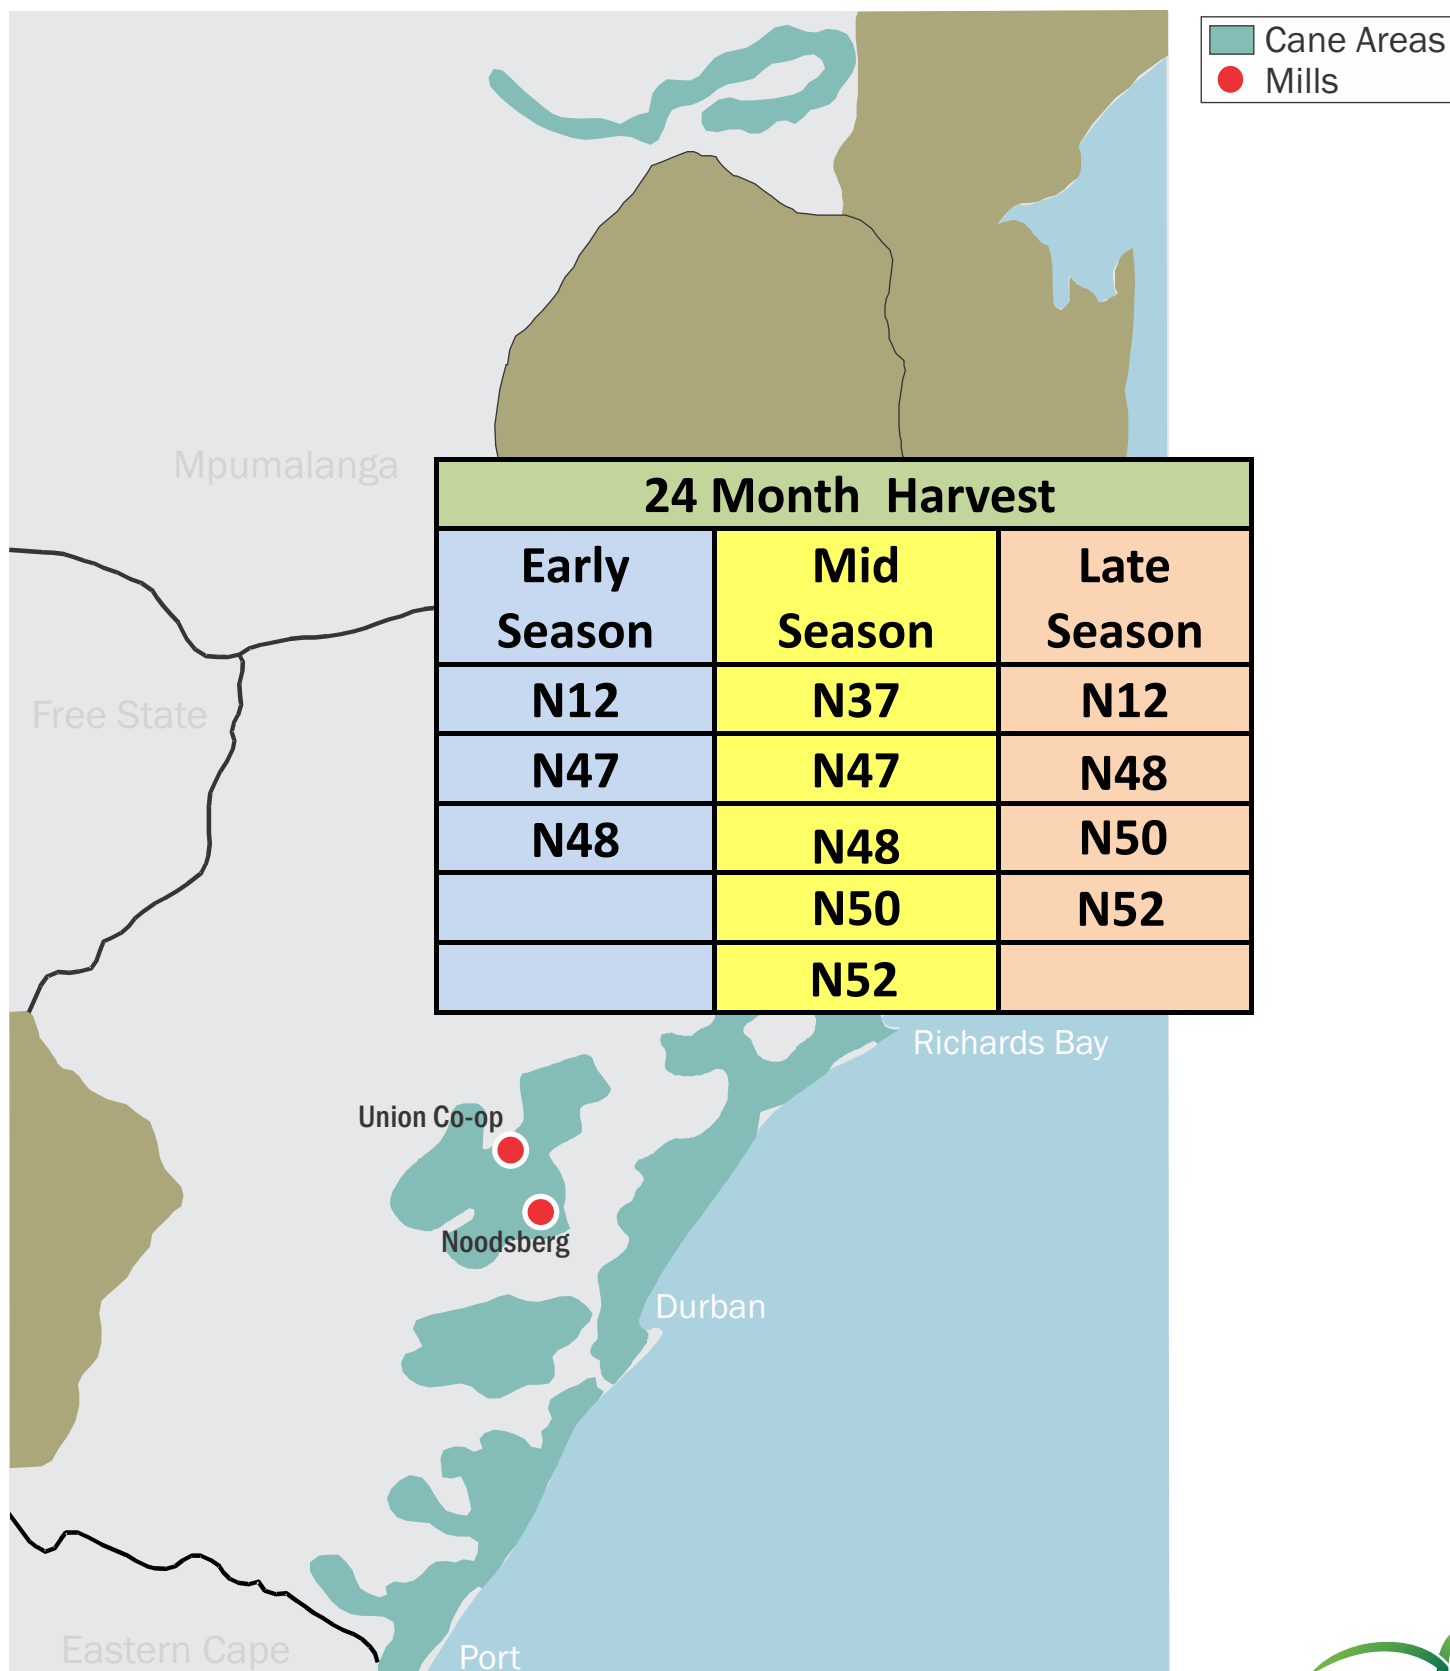 Cane Areas
Mills
Mpumalanga
24 Month Harvest
Early Season
Mid Season
Late Season
Free State
N12 N37 N12
N47 N47 N48
N48 N48 N50
N50 N52
N52
Richards Bay
Union Co-op
Noodsberg
Durban
Eastern Cape
Port